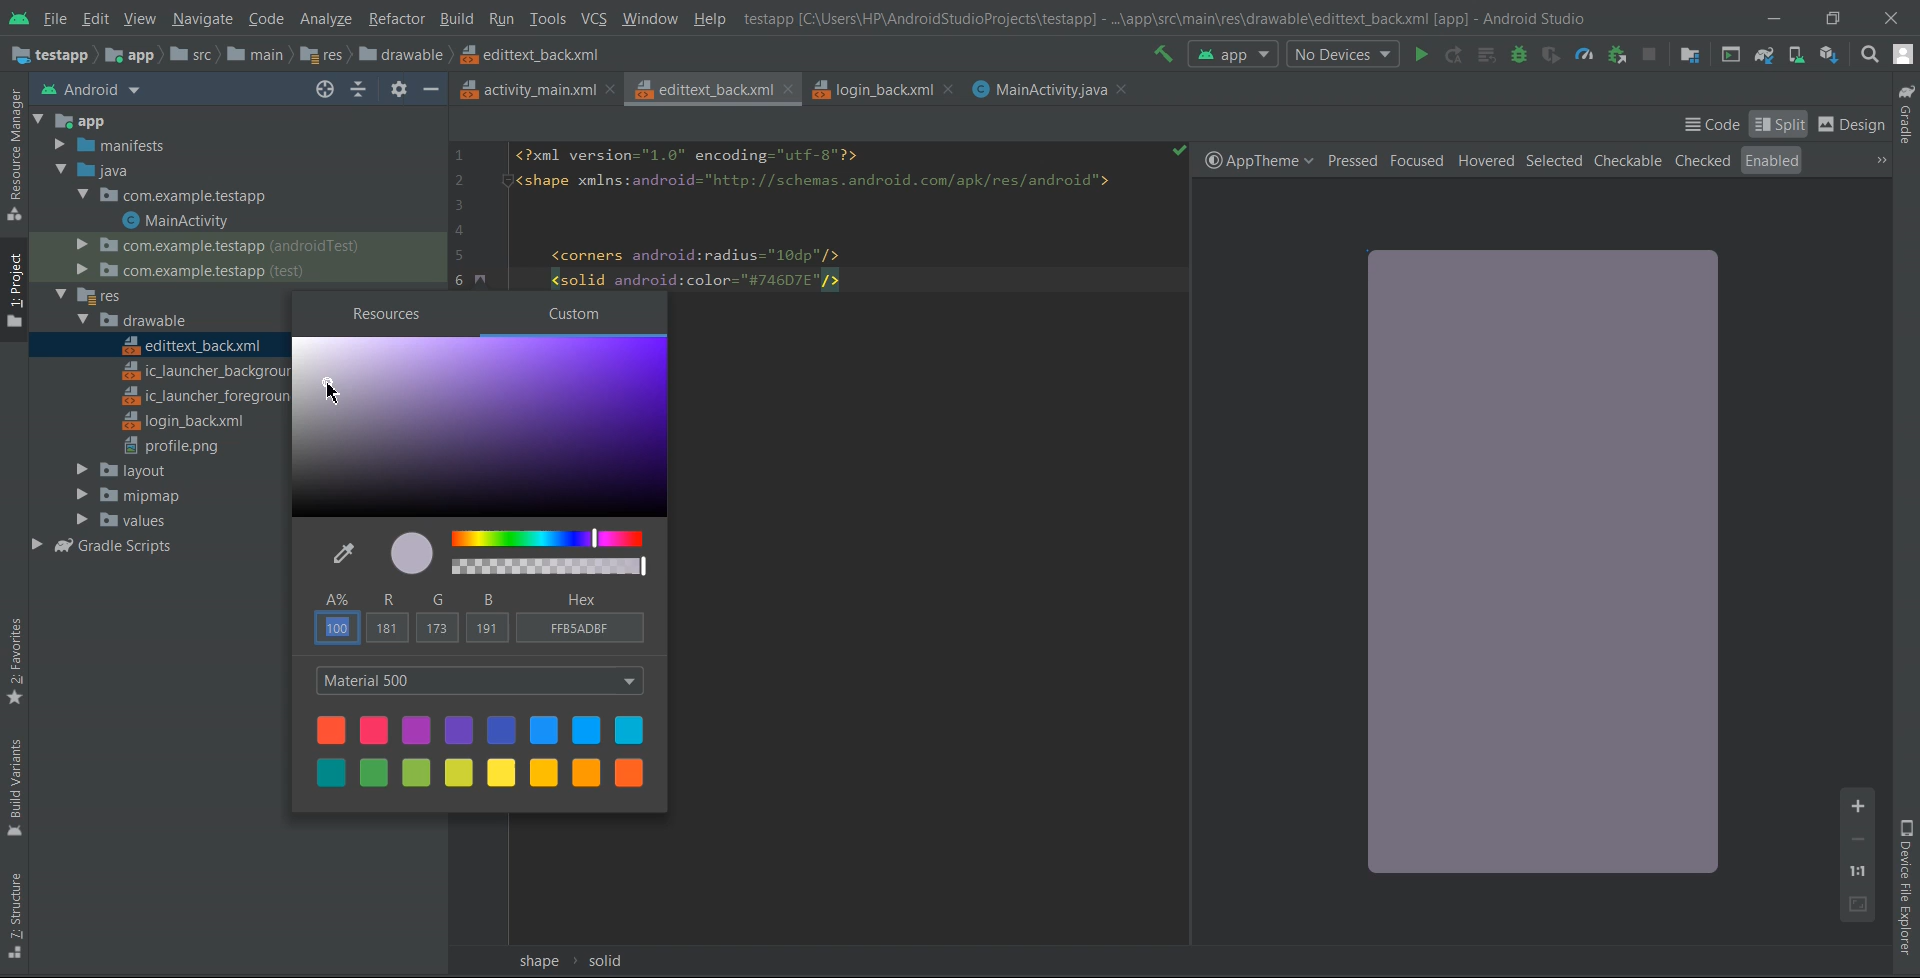 File Edit View Navigate Code Analyze Refactor Build Run Tools VCS Window Help testapp [C:\Users\HP\AndroidStudioProjects\testapp] - ...\app\src\main\res\drawable\edittext_back.xml [app] - Android Studio
testapp app src main res drawable edittext_back.xml app No Devices
Android activity_main.xml edittext_back.xml login_back.xml MainActivity.java
Code Split Design
AppTheme Pressed Focused Hovered Selected Checkable Checked Enabled »
Resource Manager
1: Project
2: Favorites
Build Variants
7: Structure
app
manifests
java
com.example.testapp
MainActivity
com.example.testapp (androidTest)
com.example.testapp (test)
res
drawable
edittext_back.xml
ic_launcher_backgroun
ic_launcher_foregroun
login_back.xml
profile.png
layout
mipmap
values
Gradle Scripts
1 <?xml version="1.0" encoding="utf-8"?>
2 <shape xmlns:android="http://schemas.android.com/apk/res/android">
3
4
5 <corners android:radius="10dp"/>
6 <solid android:color="#746D7E"/>
Resources Custom
A% R G B Hex
100 181 173 191 FFB5ADBF
Material 500
1:1
Gradle
Device File Explorer
shape › solid